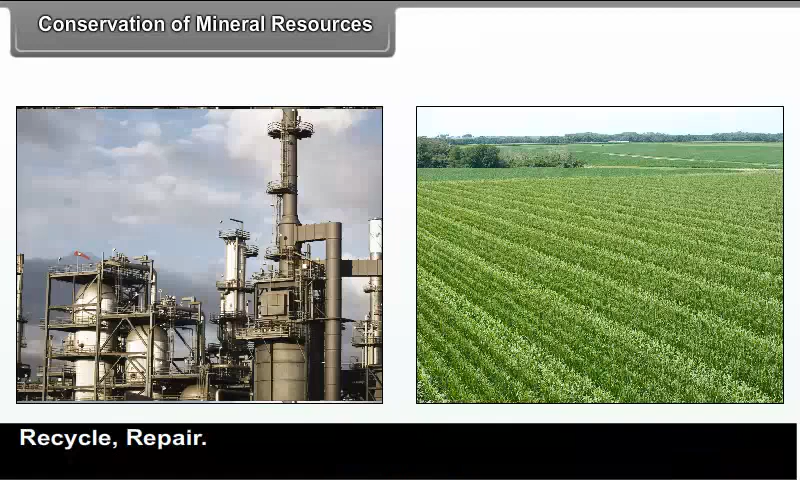 Conservation of Mineral Resources
Recycle, Repair.